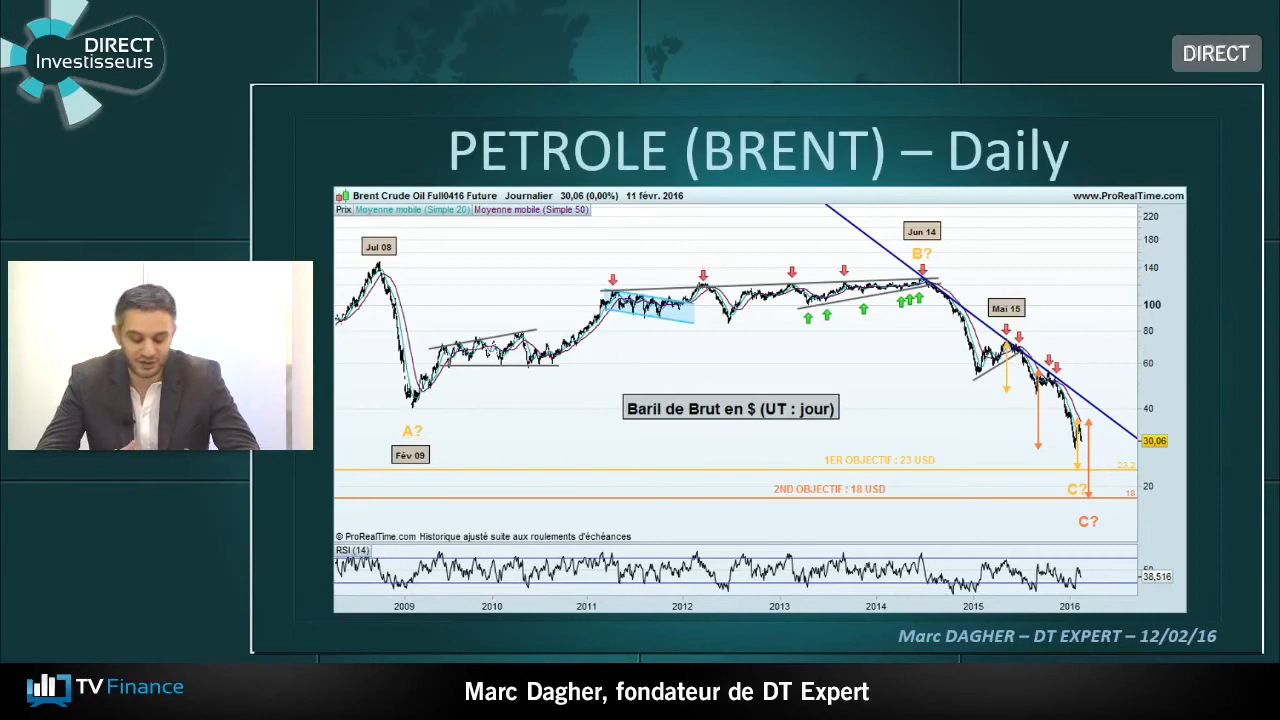 DIRECT
Investisseurs
DIRECT
PETROLE (BRENT) – Daily
Brent Crude Oil Full0416 Future Journalier 30,06 (0,00%) 11 févr. 2016 www.ProRealTime.com
Prix Moyenne mobile (Simple 20) Moyenne mobile (Simple 50)
220
Jun 14
180
Jul 08
B?
140
Mai 15
100
80
60
Baril de Brut en $ (UT : jour)
40
A?
30,06
Fév 09
1ER OBJECTIF : 23 USD
23,2
20
2ND OBJECTIF : 18 USD
C?
18
C?
© ProRealTime.com Historique ajusté suite aux roulements d'échéances
RSI (14)
50
38,516
2009 2010 2011 2012 2013 2014 2015 2016
Marc DAGHER – DT EXPERT – 12/02/16
TV Finance
Marc Dagher, fondateur de DT Expert